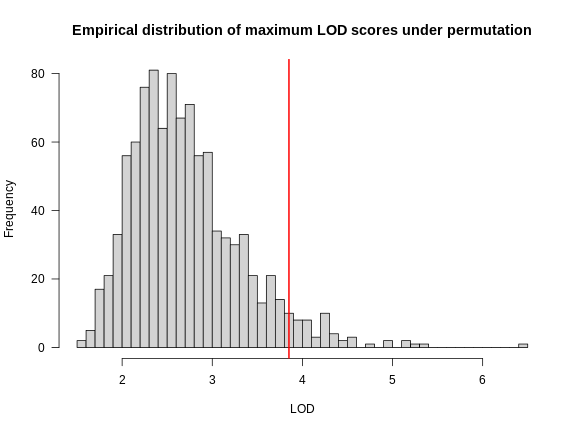 Empirical distribution of maximum LOD scores under permutation
80
60
40
20
0
Frequency
2 3 4 5 6
LOD